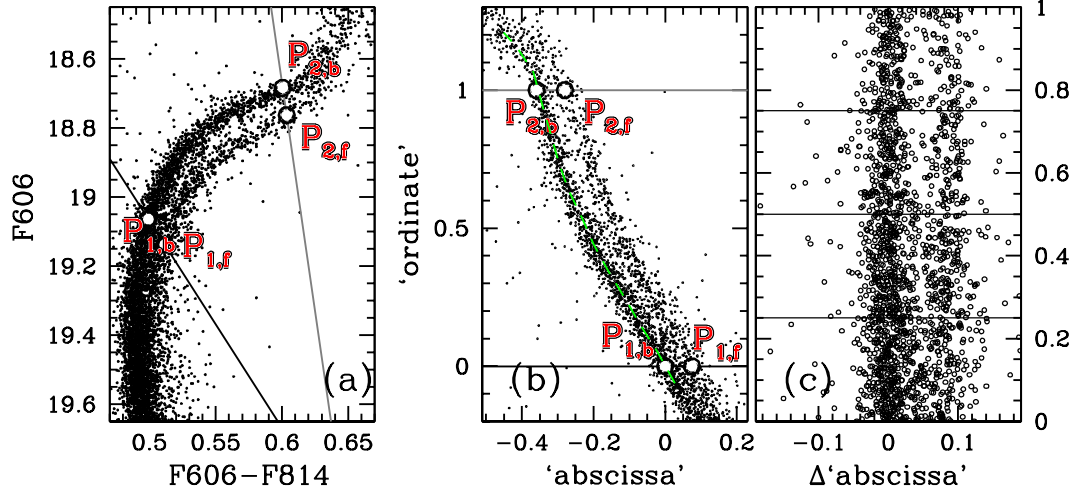 18.6
18.8
19
19.2
19.4
19.6
F606
0.5
0.55
0.6
0.65
F606−F814
P2,b
P2,f
P1,b
P1,f
(a)
1
0.5
0
‘ordinate’
−0.4
−0.2
0
0.2
‘abscissa’
P2,b
P2,f
P1,b
P1,f
(b)
(c)
−0.1
0
0.1
Δ‘abscissa’
1
0.8
0.6
0.4
0.2
0